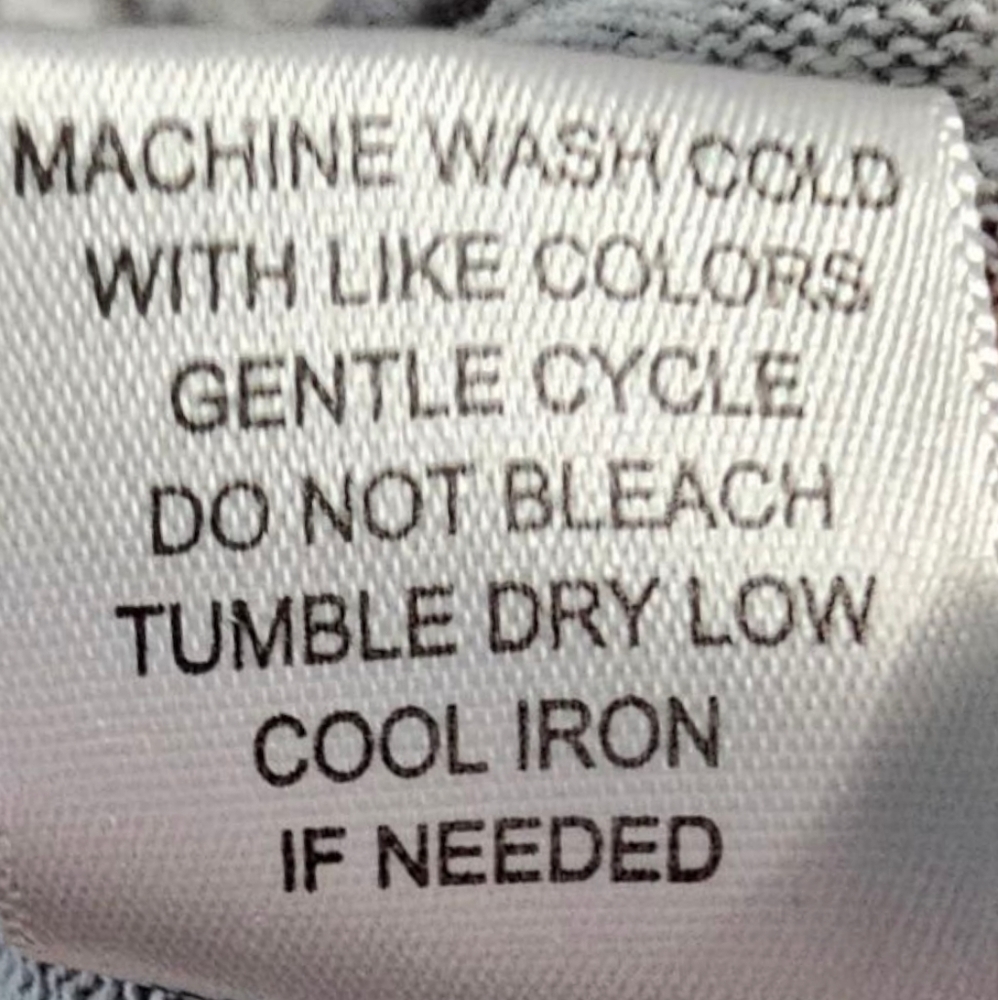 MACHINE WASH COLD
WITH LIKE COLORS
GENTLE CYCLE
DO NOT BLEACH
TUMBLE DRY LOW
COOL IRON
IF NEEDED